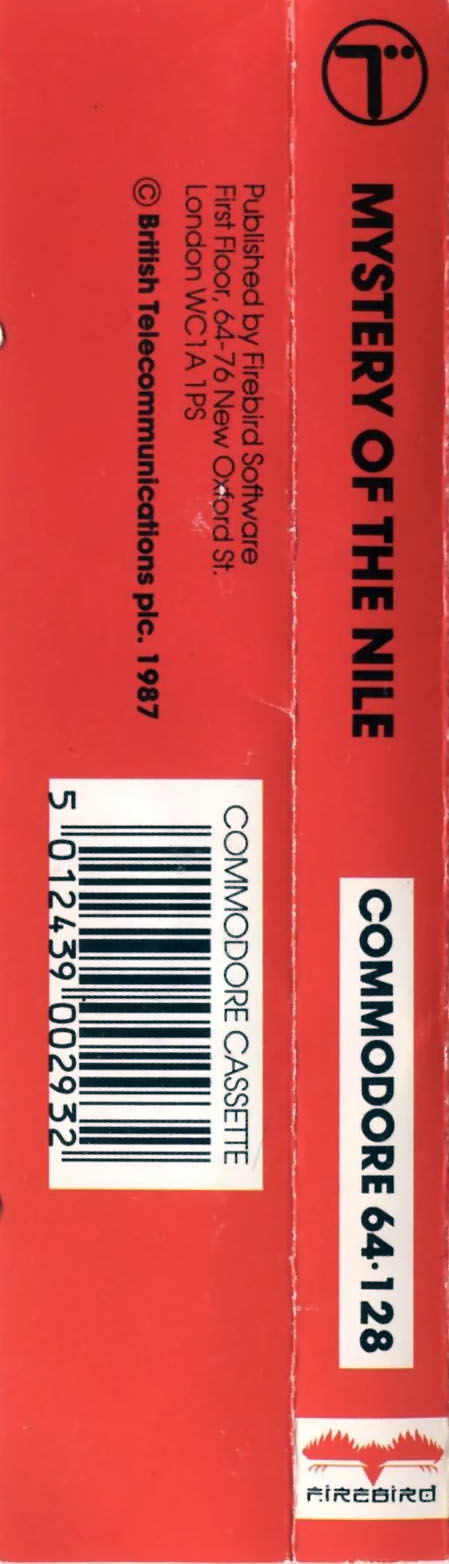 MYSTERY OF THE NILE
COMMODORE 64·128
FIREBIRD
Published by Firebird Software
First Floor, 64-76 New Oxford St.
London WC1A 1PS
© British Telecommunications plc. 1987
COMMODORE CASSETTE
5 012439 002932